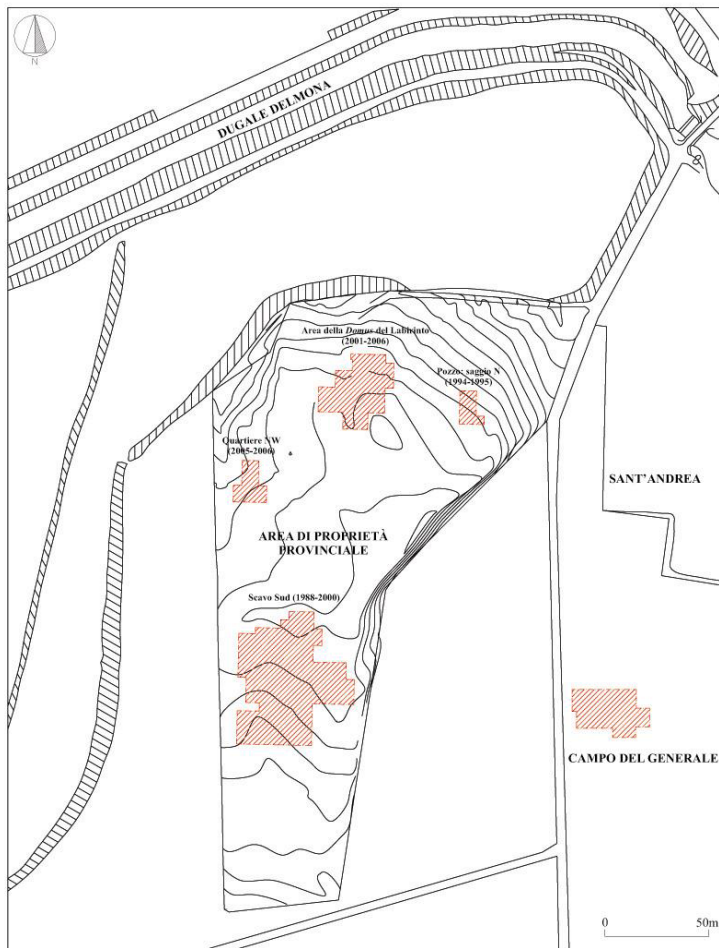 N
DUGALE DELMONA
Area della Domus del Labirinto
(2001-2006)
Pozzo: saggio N
(1994-1995)
Quartiere NW
(2005-2006)
SANT'ANDREA
AREA DI PROPRIETÀ
PROVINCIALE
Scavo Sud (1988-2000)
CAMPO DEL GENERALE
0 50m